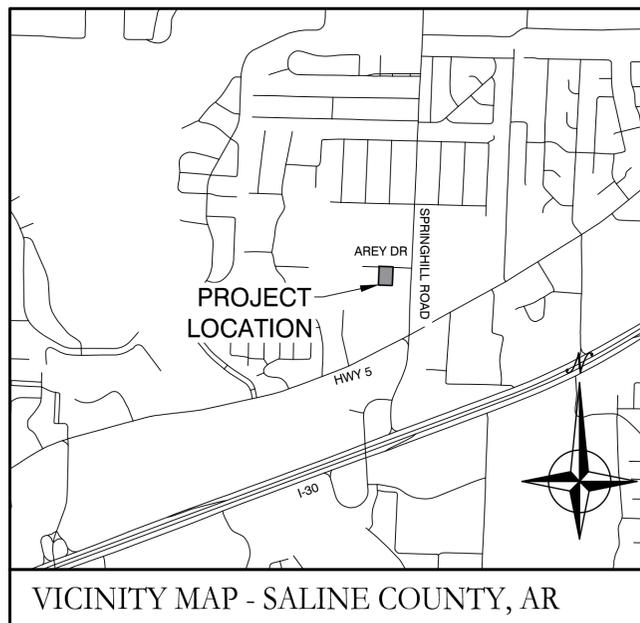 AREY DR
SPRINGHILL ROAD
PROJECT
LOCATION
HWY 5
N
I-30
VICINITY MAP - SALINE COUNTY, AR